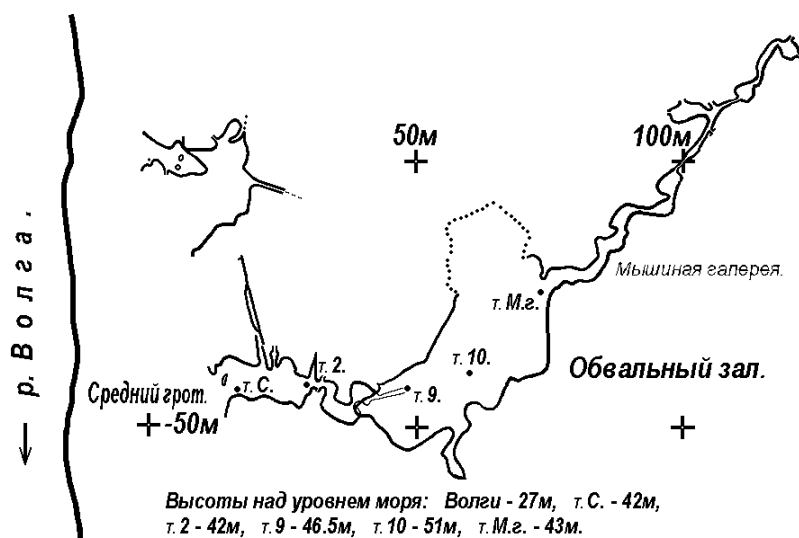 50м
100м
Мышиная галерея.
т. М.г.
т. 2.
т. 10.
Обвальный зал.
Средний грот.
т. С.
т. 9.
-50м
р. Волга.
Высоты над уровнем моря: Волги - 27м, т. С. - 42м,
т. 2 - 42м, т. 9 - 46.5м, т. 10 - 51м, т. М.г. - 43м.